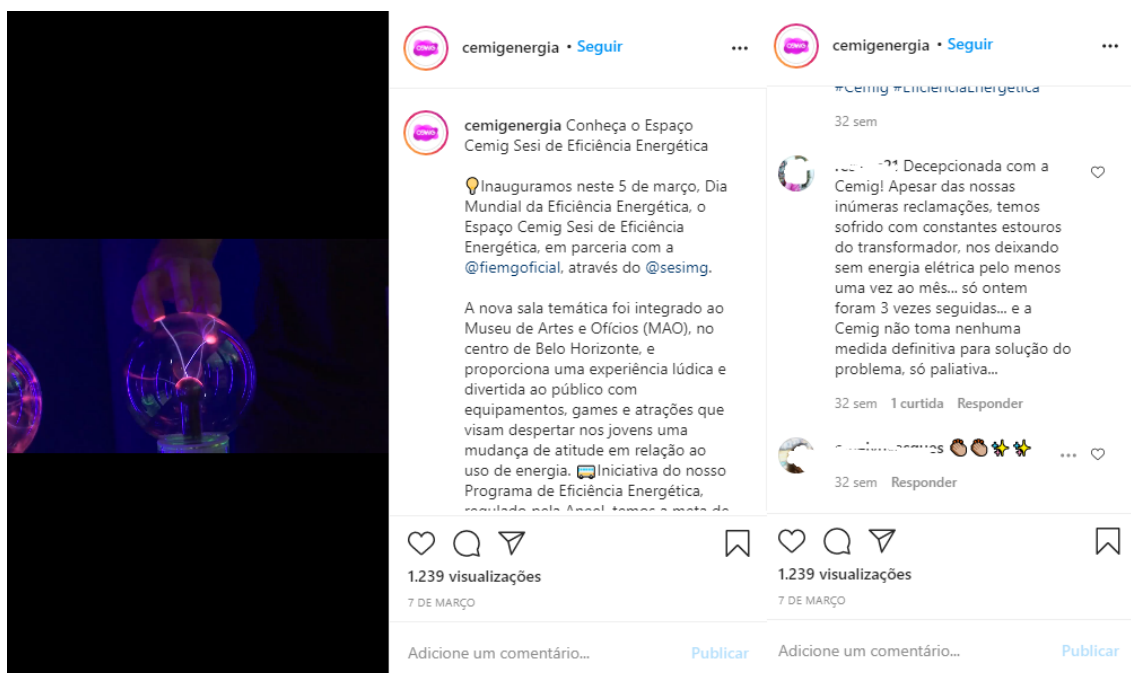 cemigenergia • Seguir
cemigenergia Conheça o Espaço
Cemig Sesi de Eficiência Energética
💡Inauguramos neste 5 de março, Dia
Mundial da Eficiência Energética, o
Espaço Cemig Sesi de Eficiência
Energética, em parceria com a
@fiemgoficial, através do @sesimg.
A nova sala temática foi integrado ao
Museu de Artes e Ofícios (MAO), no
centro de Belo Horizonte, e
proporciona uma experiência lúdica e
divertida ao público com
equipamentos, games e atrações que
visam despertar nos jovens uma
mudança de atitude em relação ao
uso de energia. 🚍Iniciativa do nosso
Programa de Eficiência Energética,
regulado pela Aneel, temos a meta de
1.239 visualizações
7 DE MARÇO
Adicione um comentário... Publicar
cemigenergia • Seguir
#Cemig #EficiênciaEnergética
32 sem
Decepcionada com a
Cemig! Apesar das nossas
inúmeras reclamações, temos
sofrido com constantes estouros
do transformador, nos deixando
sem energia elétrica pelo menos
uma vez ao mês... só ontem
foram 3 vezes seguidas... e a
Cemig não toma nenhuma
medida definitiva para solução do
problema, só paliativa...
32 sem 1 curtida Responder
👏🏽👏🏽✨✨
32 sem Responder
1.239 visualizações
7 DE MARÇO
Adicione um comentário... Publicar